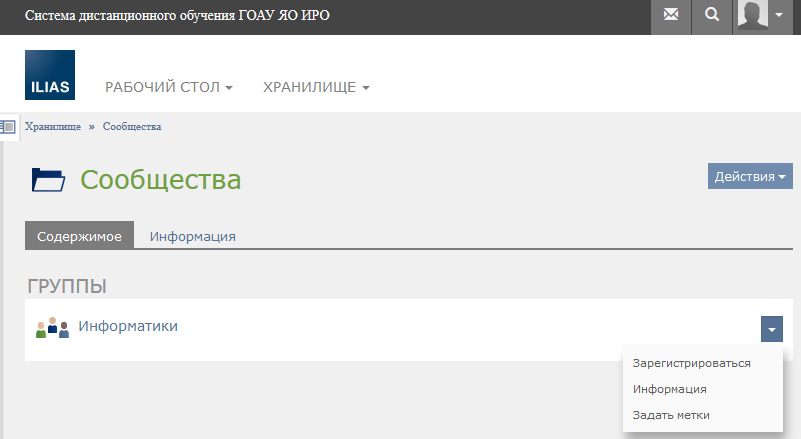 Система дистанционного обучения ГОАУ ЯО ИРО
ILIAS
РАБОЧИЙ СТОЛ
ХРАНИЛИЩЕ
Хранилище » Сообщества
Сообщества
Действия
Содержимое
Информация
ГРУППЫ
Информатики
Зарегистрироваться
Информация
Задать метки